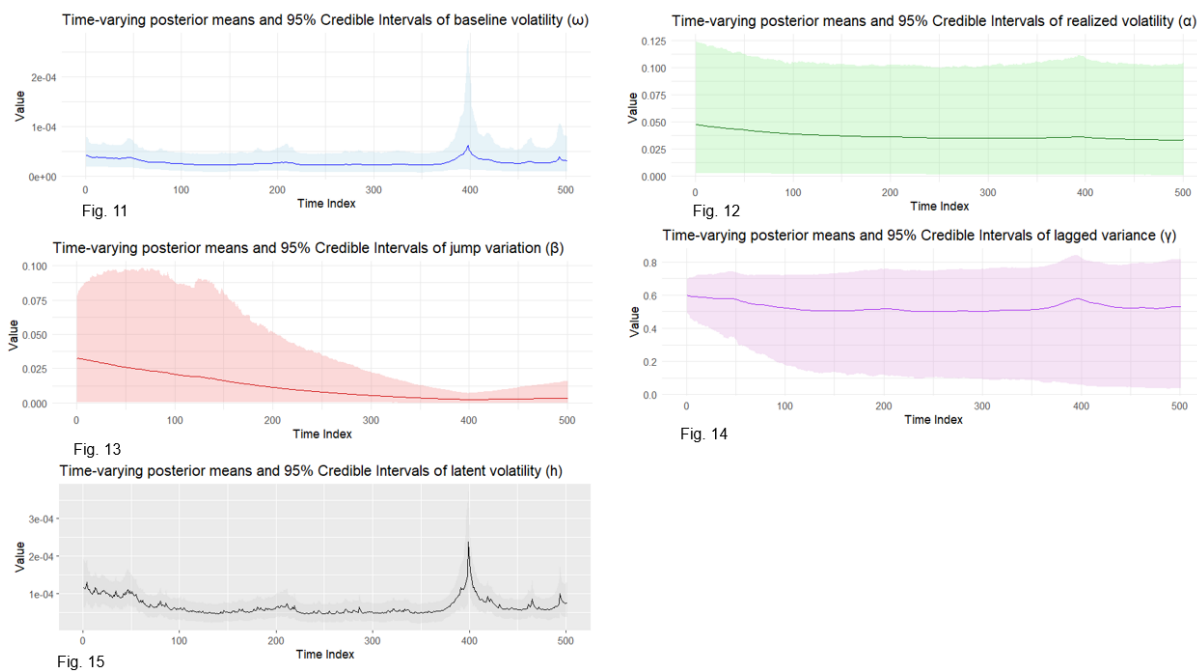 Time-varying posterior means and 95% Credible Intervals of baseline volatility (ω)
Value
2e-04
1e-04
0e+00
0
100
200
300
400
500
Time Index
Fig. 11
Time-varying posterior means and 95% Credible Intervals of realized volatility (α)
Value
0.125
0.100
0.075
0.050
0.025
0.000
0
100
200
300
400
500
Time Index
Fig. 12
Time-varying posterior means and 95% Credible Intervals of jump variation (β)
Value
0.100
0.075
0.050
0.025
0.000
0
100
200
300
400
500
Time Index
Fig. 13
Time-varying posterior means and 95% Credible Intervals of lagged variance (γ)
Value
0.8
0.6
0.4
0.2
0.0
0
100
200
300
400
500
Time Index
Fig. 14
Time-varying posterior means and 95% Credible Intervals of latent volatility (h)
Value
3e-04
2e-04
1e-04
0
100
200
300
400
500
Time Index
Fig. 15